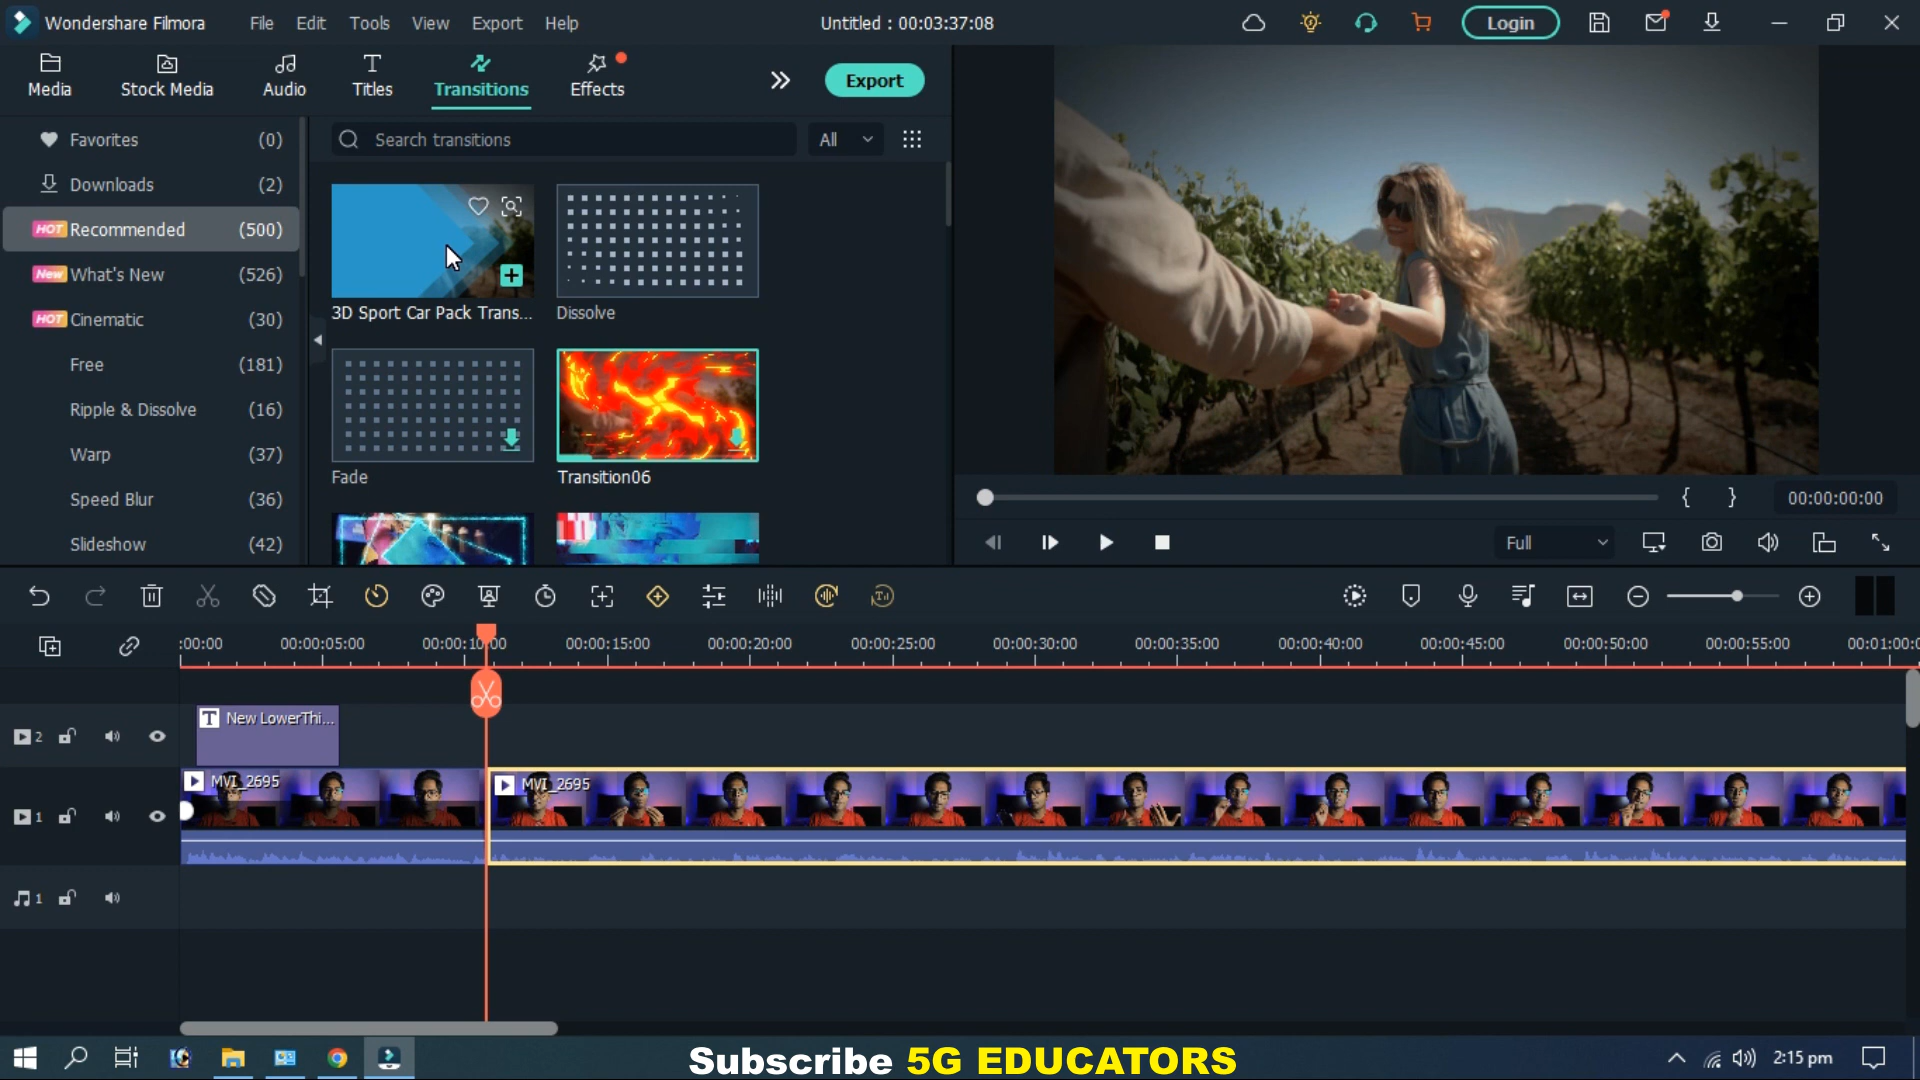 Wondershare Filmora
File Edit Tools View Export Help
Untitled : 00:03:37:08
Login
Media
Stock Media
Audio
Titles
Transitions
Effects
Export
Favorites (0)
Downloads (2)
HOT Recommended (500)
New What's New (526)
HOT Cinematic (30)
Free (181)
Ripple & Dissolve (16)
Warp (37)
Speed Blur (36)
Slideshow (42)
Search transitions
All
3D Sport Car Pack Trans...
Dissolve
Fade
Transition06
{ } 00:00:00:00
Full
:00:00 00:00:05:00 00:00:10:00 00:00:15:00 00:00:20:00 00:00:25:00 00:00:30:00 00:00:35:00 00:00:40:00 00:00:45:00 00:00:50:00 00:00:55:00 00:01:00:0
2
T New LowerThi...
MVI_2695
MVI_2695
1
1
Subscribe 5G EDUCATORS
2:15 pm